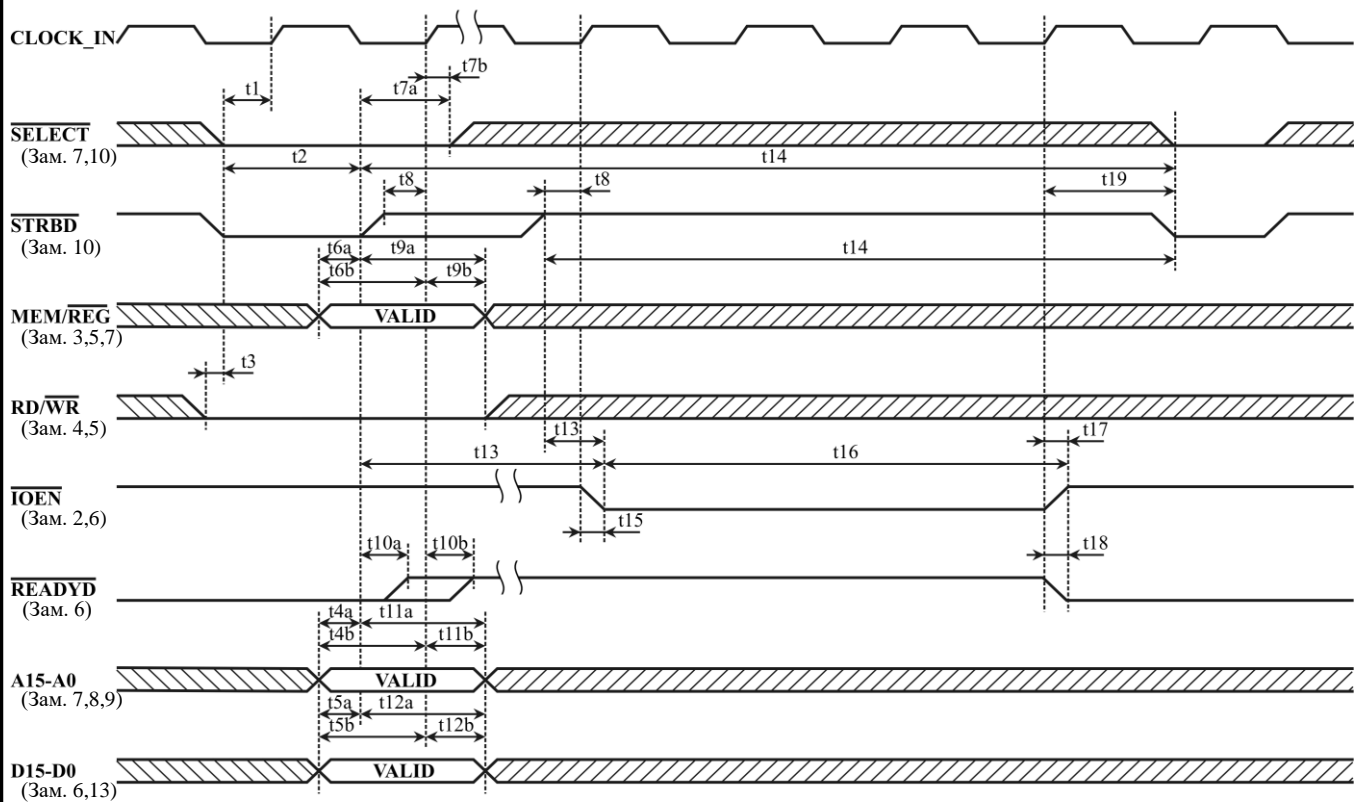 CLOCK_IN
t7b
t1
t7a
SELECT
(Зам. 7,10)
t2
t14
t8
t8
t19
STRBD
(Зам. 10)
t6a
t9a
t14
t6b
t9b
MEM/REG
VALID
(Зам. 3,5,7)
t3
RD/WR
(Зам. 4,5)
t13
t17
t13
t16
IOEN
(Зам. 2,6)
t15
t10a
t10b
t18
READYD
(Зам. 6)
t4a
t11a
t4b
t11b
A15-A0
VALID
(Зам. 7,8,9)
t5a
t12a
t5b
t12b
D15-D0
VALID
(Зам. 6,13)